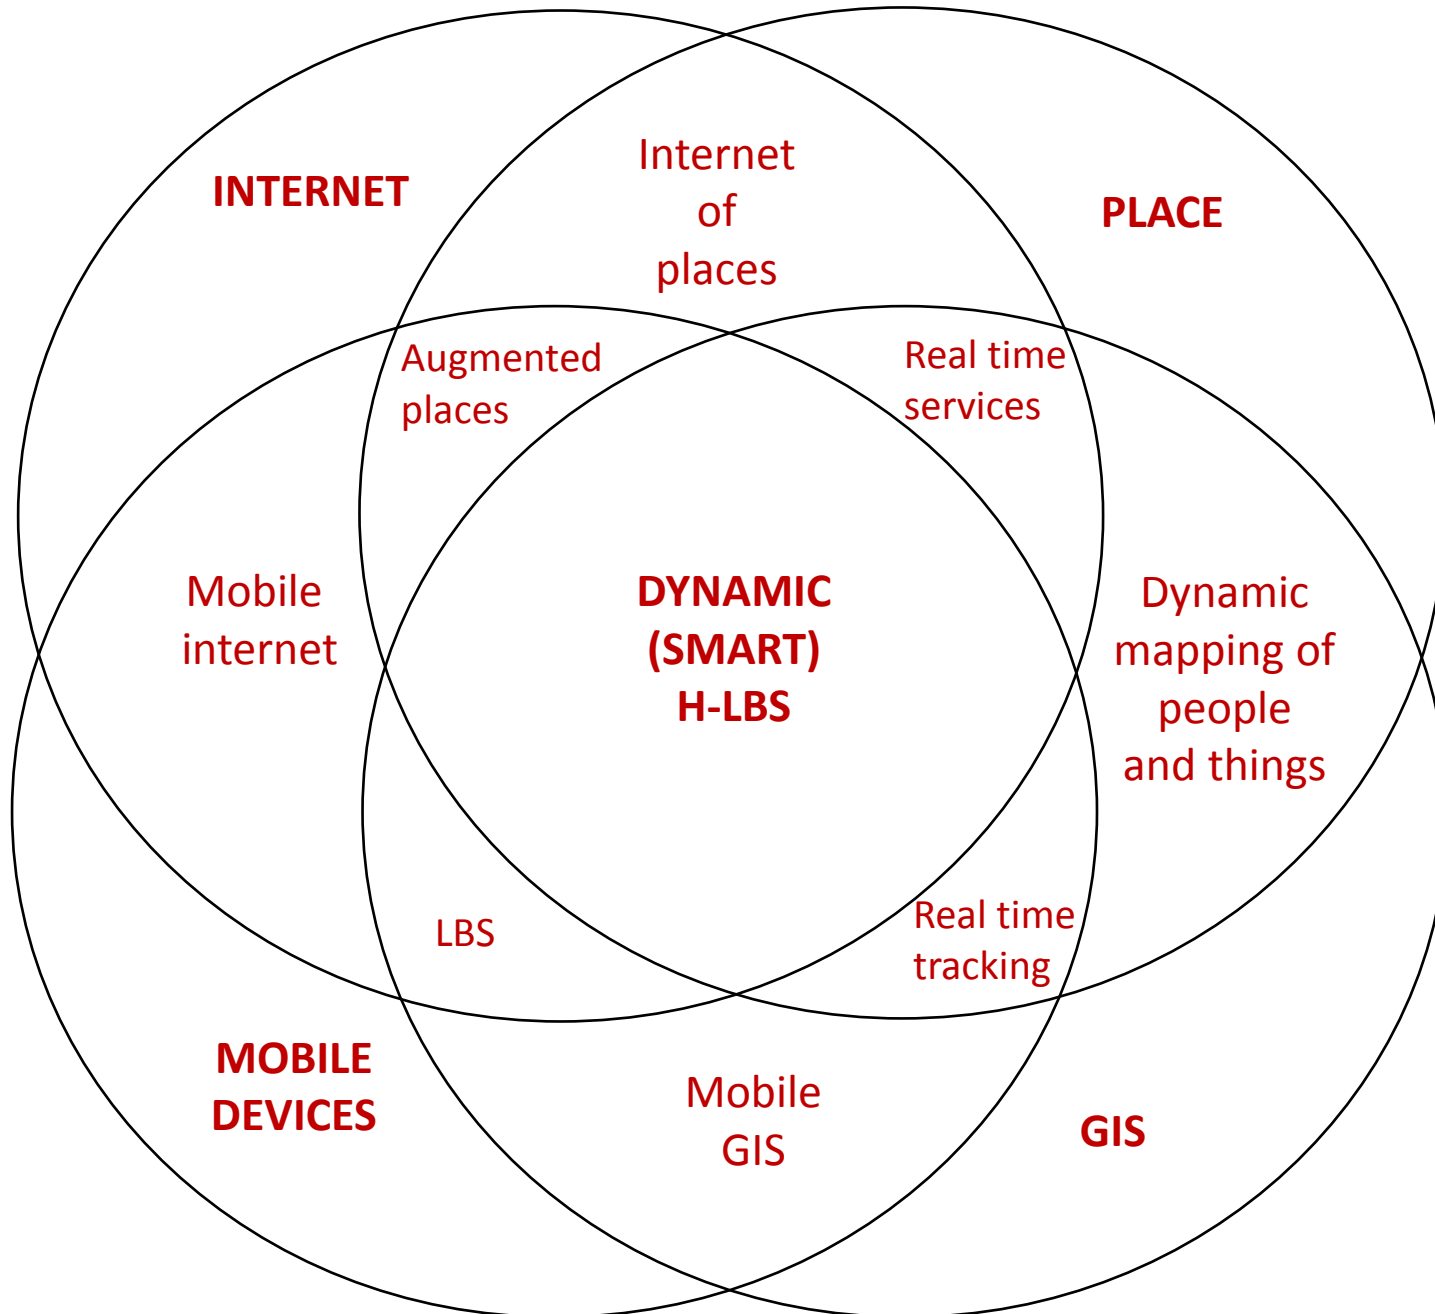 INTERNET
Internet
of
places
PLACE
Augmented
places
Real time
services
Mobile
internet
DYNAMIC
(SMART)
H-LBS
Dynamic
mapping of
people
and things
LBS
Real time
tracking
MOBILE
DEVICES
Mobile
GIS
GIS